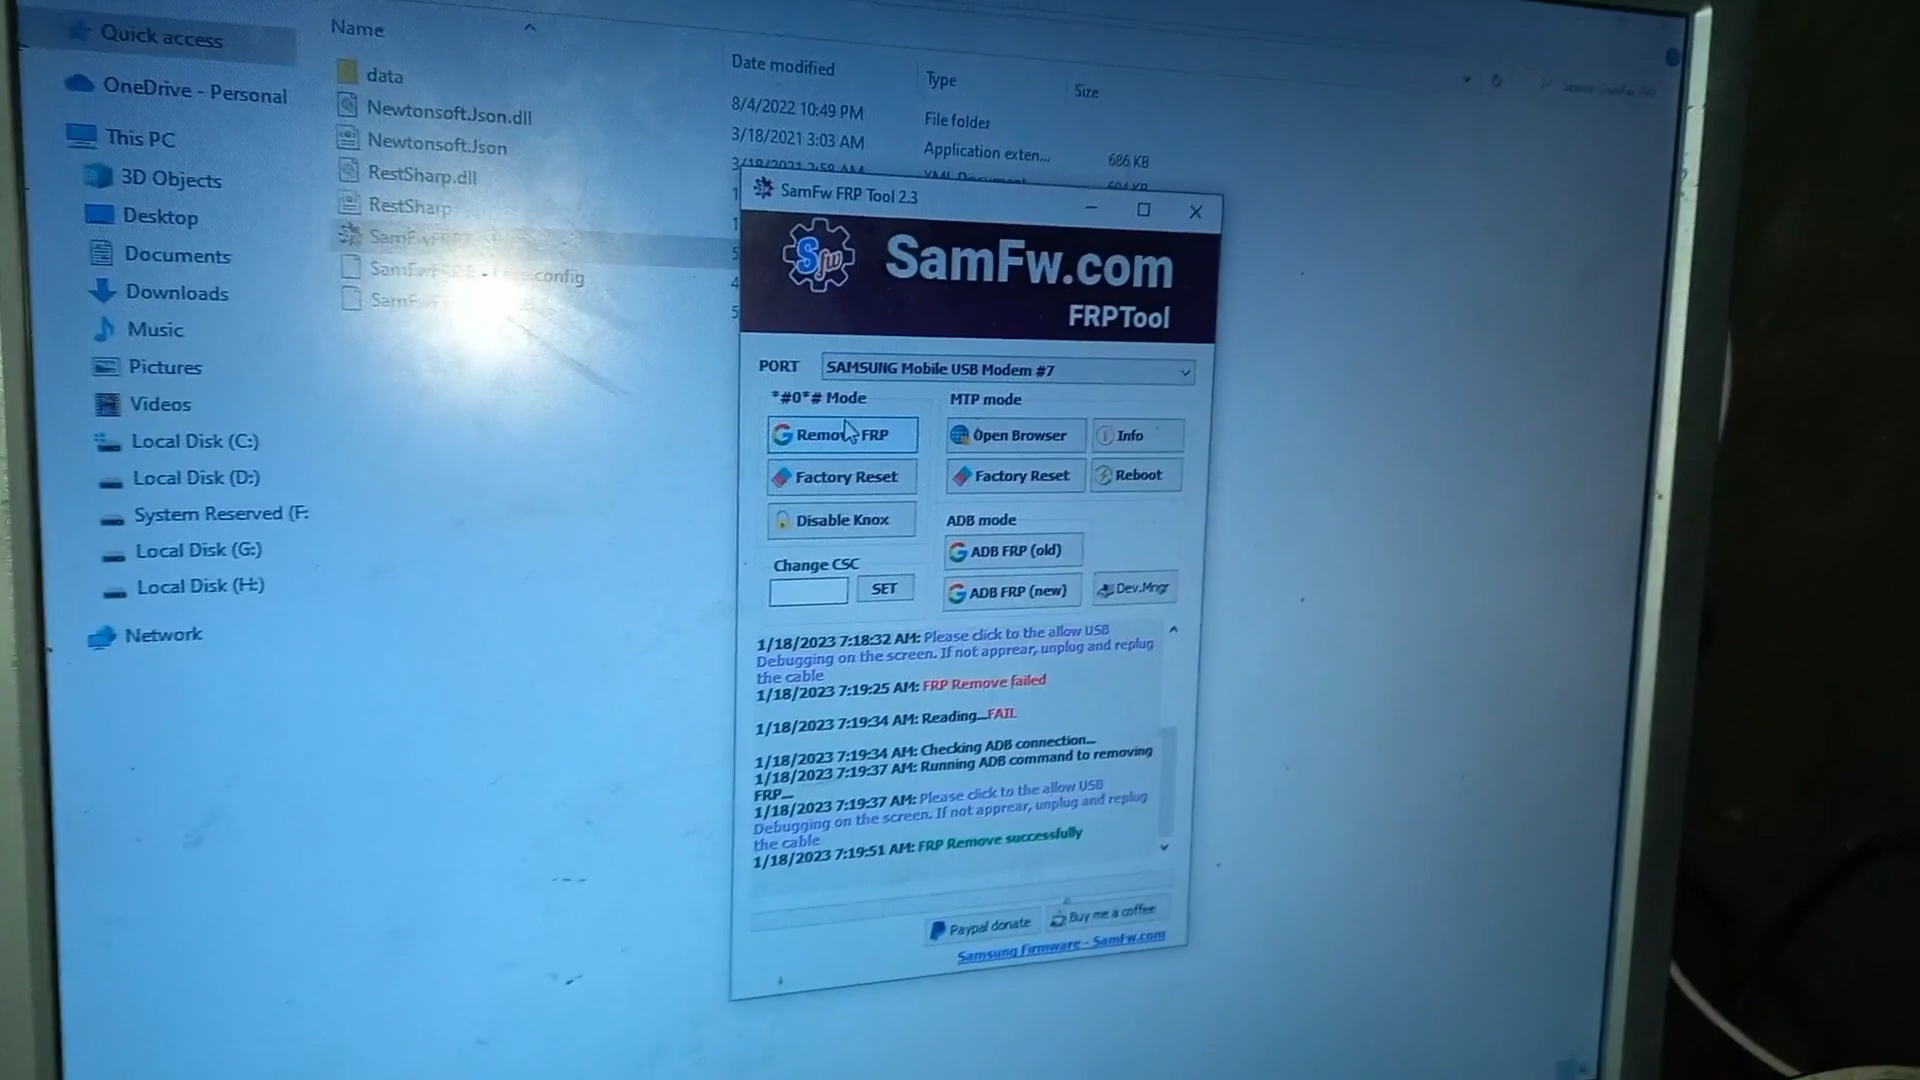 Quick access
OneDrive - Personal
This PC
3D Objects
Desktop
Documents
Downloads
Music
Pictures
Videos
Local Disk (C:)
Local Disk (D:)
System Reserved (F:
Local Disk (G:)
Local Disk (H:)
Network
Name
Date modified
Type
Size
data
8/4/2022 10:49 PM
File folder
Newtonsoft.Json.dll
3/18/2021 3:03 AM
Application exten...
686 KB
Newtonsoft.Json
RestSharp.dll
RestSharp
config
SamFw FRP Tool 2.3
Sfw
SamFw.com
FRPTool
PORT
SAMSUNG Mobile USB Modem #7
*#0*# Mode
Remove FRP
Factory Reset
Disable Knox
Change CSC
SET
MTP mode
Open Browser
Info
Factory Reset
Reboot
ADB mode
ADB FRP (old)
ADB FRP (new)
Dev.Mngr
1/18/2023 7:18:32 AM: Please click to the allow USB
Debugging on the screen. If not apprear, unplug and replug
the cable
1/18/2023 7:19:25 AM: FRP Remove failed
1/18/2023 7:19:34 AM: Reading...FAIL
1/18/2023 7:19:34 AM: Checking ADB connection...
1/18/2023 7:19:37 AM: Running ADB command to removing
FRP...
1/18/2023 7:19:37 AM: Please click to the allow USB
Debugging on the screen. If not apprear, unplug and replug
the cable
1/18/2023 7:19:51 AM: FRP Remove successfully
Paypal donate
Buy me a coffee
Samsung Firmware - SamFw.com